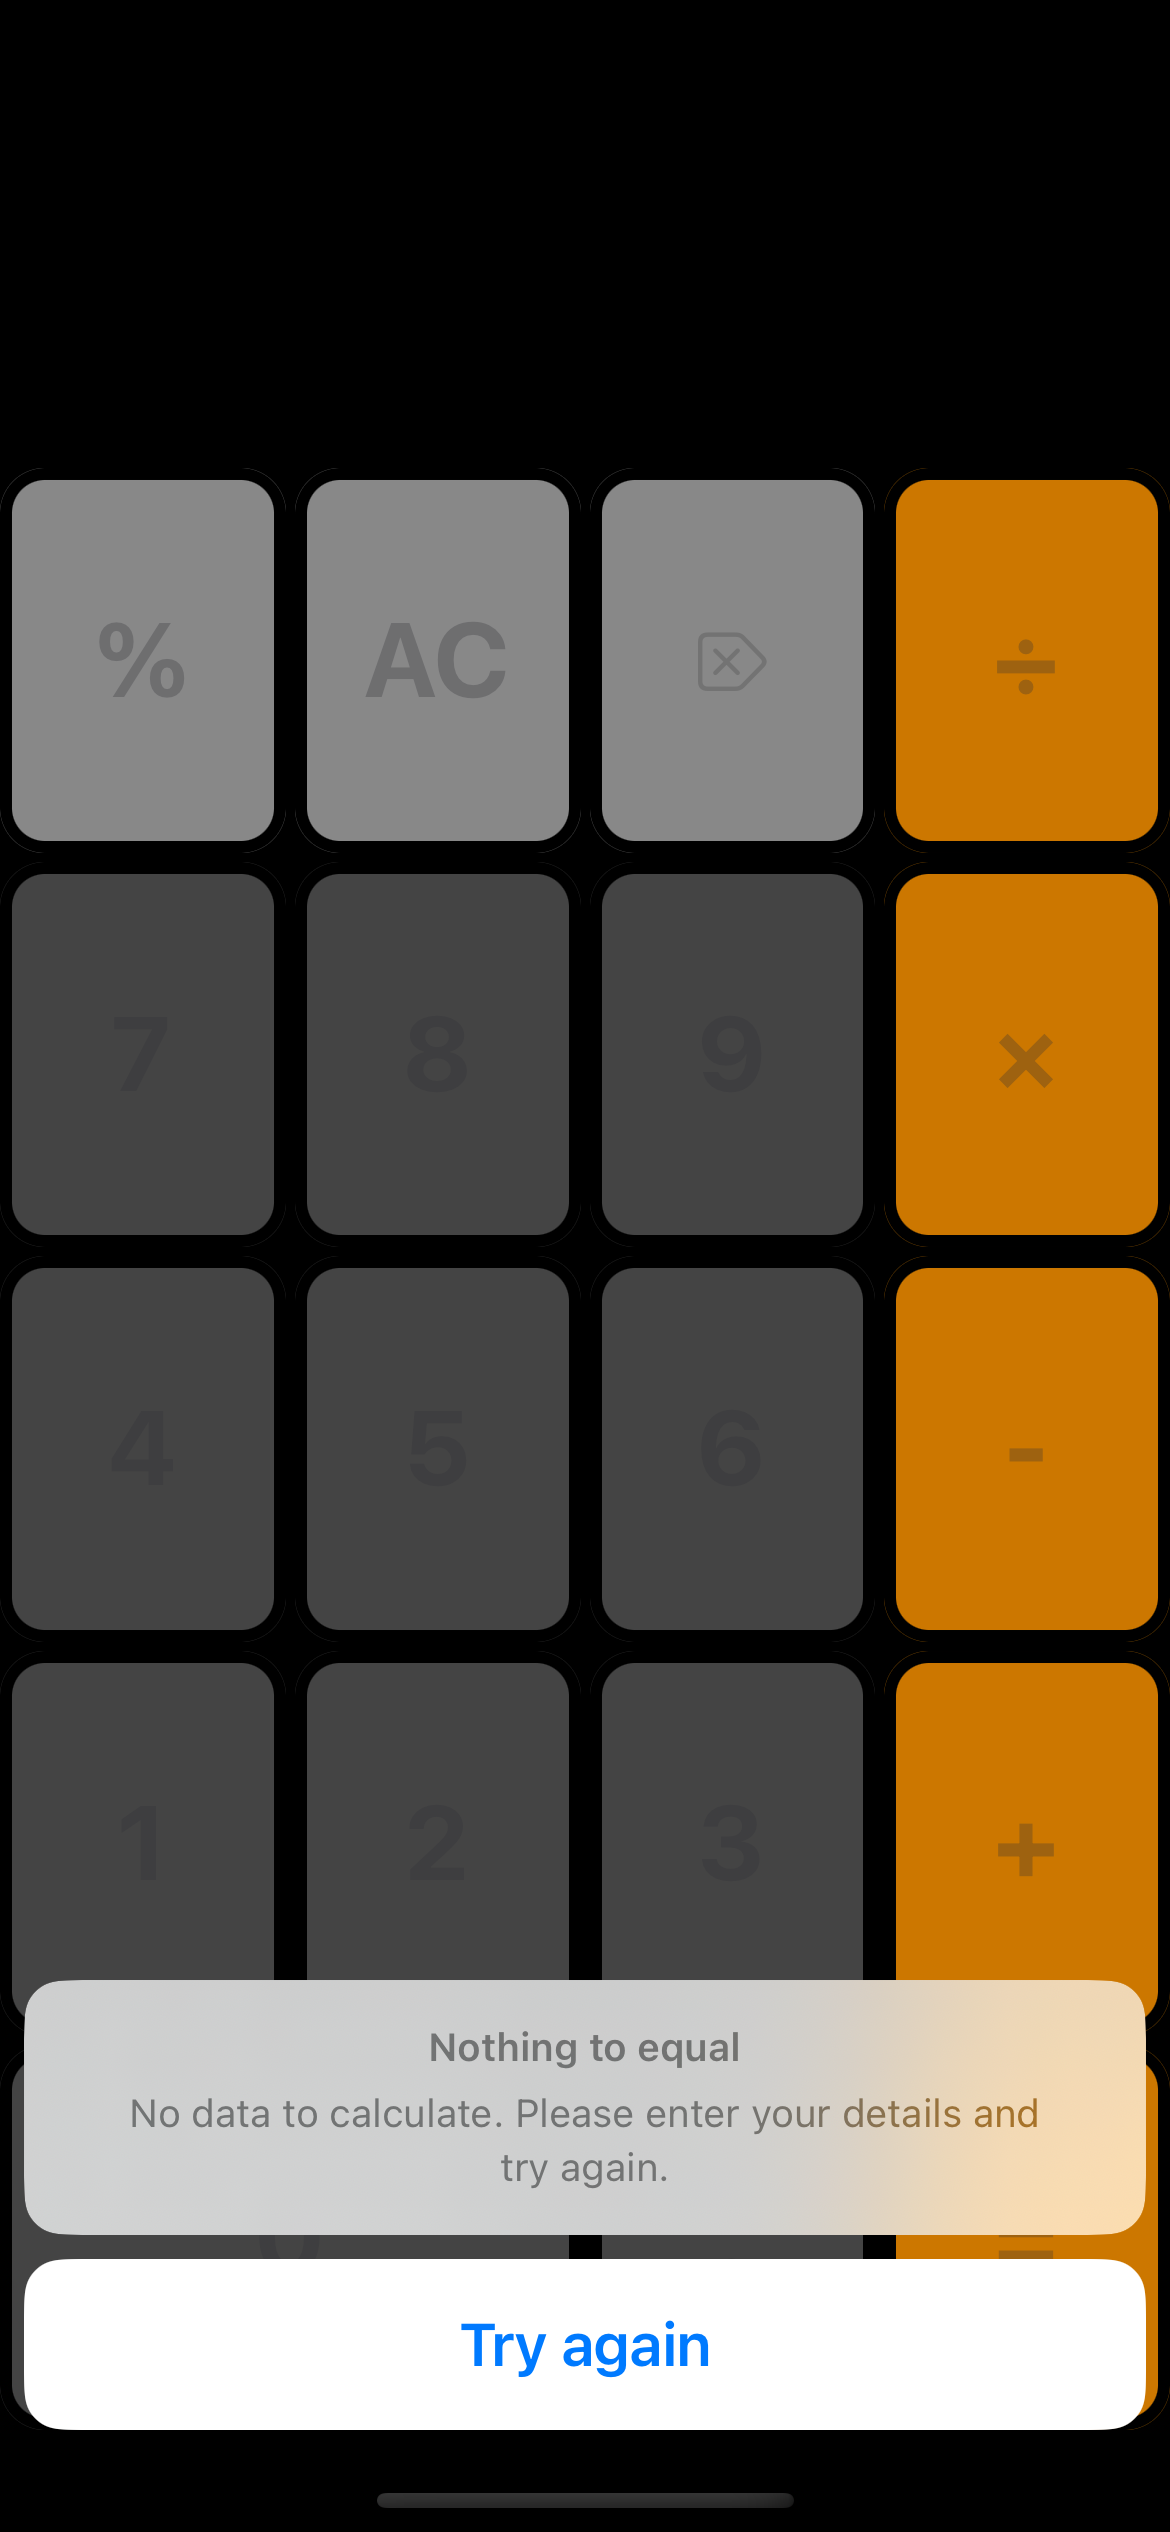 % AC ÷
7 8 9 ×
4 5 6 -
1 2 3 +
Nothing to equal
No data to calculate. Please enter your details and
try again.
0 =
Try again